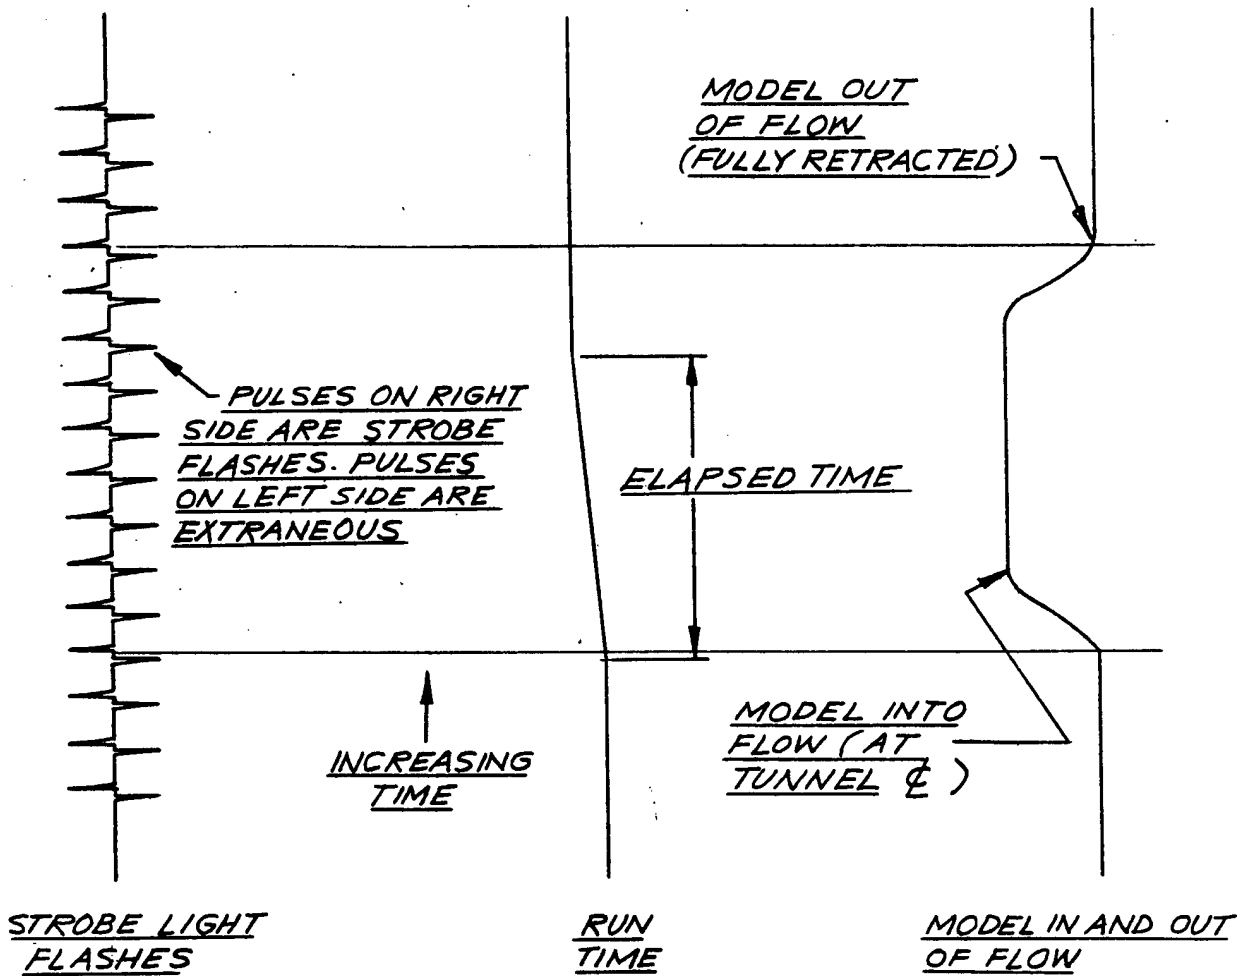 MODEL OUT
OF FLOW
(FULLY RETRACTED)
PULSES ON RIGHT
SIDE ARE STROBE
FLASHES. PULSES
ON LEFT SIDE ARE
EXTRANEOUS
ELAPSED TIME
INCREASING
TIME
MODEL INTO
FLOW (AT
TUNNEL ℄)
STROBE LIGHT
FLASHES
RUN
TIME
MODEL IN AND OUT
OF FLOW